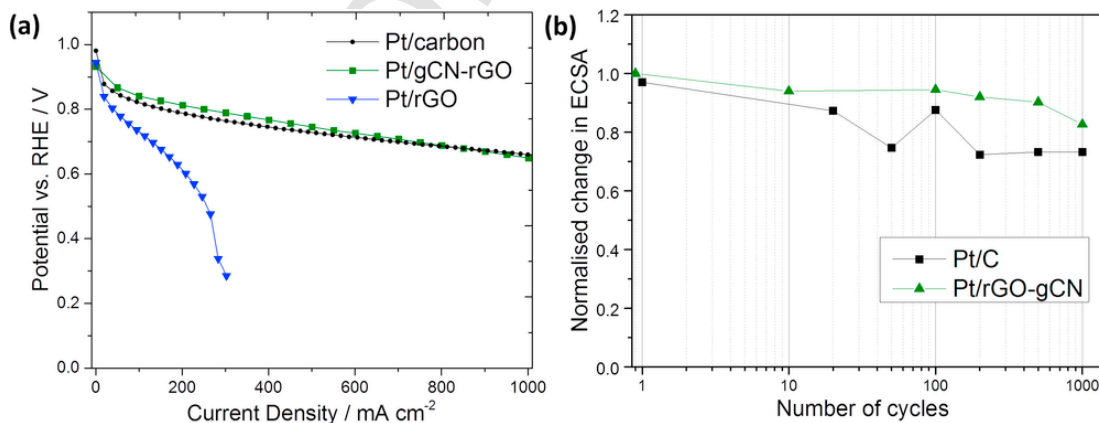 (a)
Pt/carbon
Pt/gCN-rGO
Pt/rGO
1.0
0.8
0.6
0.4
0.2
0.0
Potential vs. RHE / V
0
200
400
600
800
1000
Current Density / mA cm⁻²
(b)
1.2
1.0
0.8
0.6
0.4
0.2
0.0
Normalised change in ECSA
Pt/C
Pt/rGO-gCN
1
10
100
1000
Number of cycles